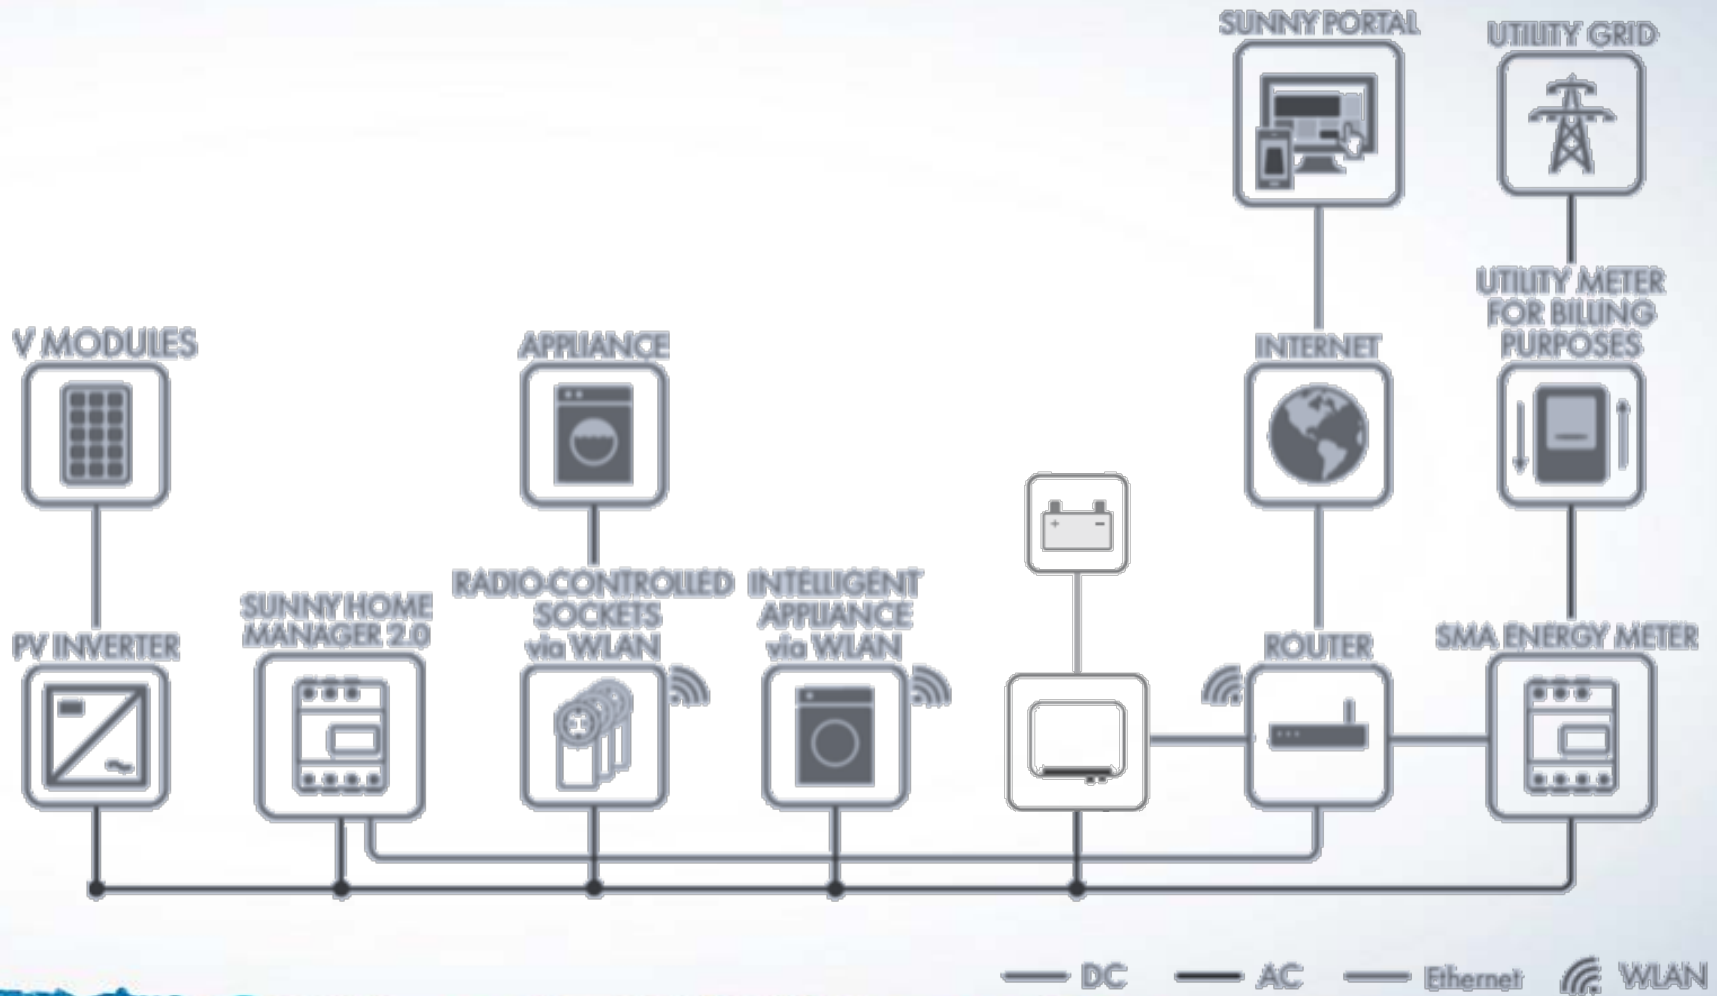 SUNNY PORTAL
UTILITY GRID
UTILITY METER
FOR BILLING
PURPOSES
V MODULES
APPLIANCE
INTERNET
+ −
RADIO-CONTROLLED
SOCKETS
via WLAN
INTELLIGENT
APPLIANCE
via WLAN
SUNNY HOME
MANAGER 2.0
PV INVERTER
ROUTER
SMA ENERGY METER
DC
AC
Ethernet
WLAN